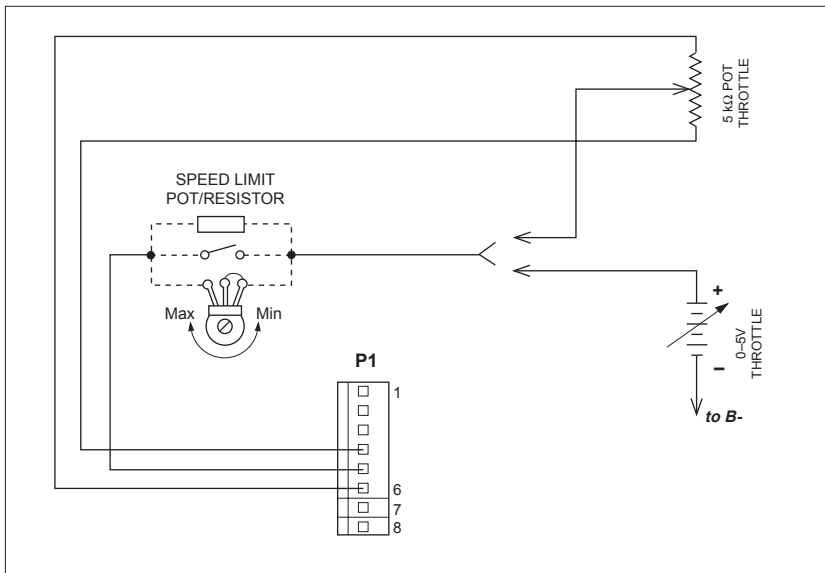 5 kΩ POT
THROTTLE
SPEED LIMIT
POT/RESISTOR
Max
Min
+
0–5V
THROTTLE
–
to B-
P1
1
6
7
8